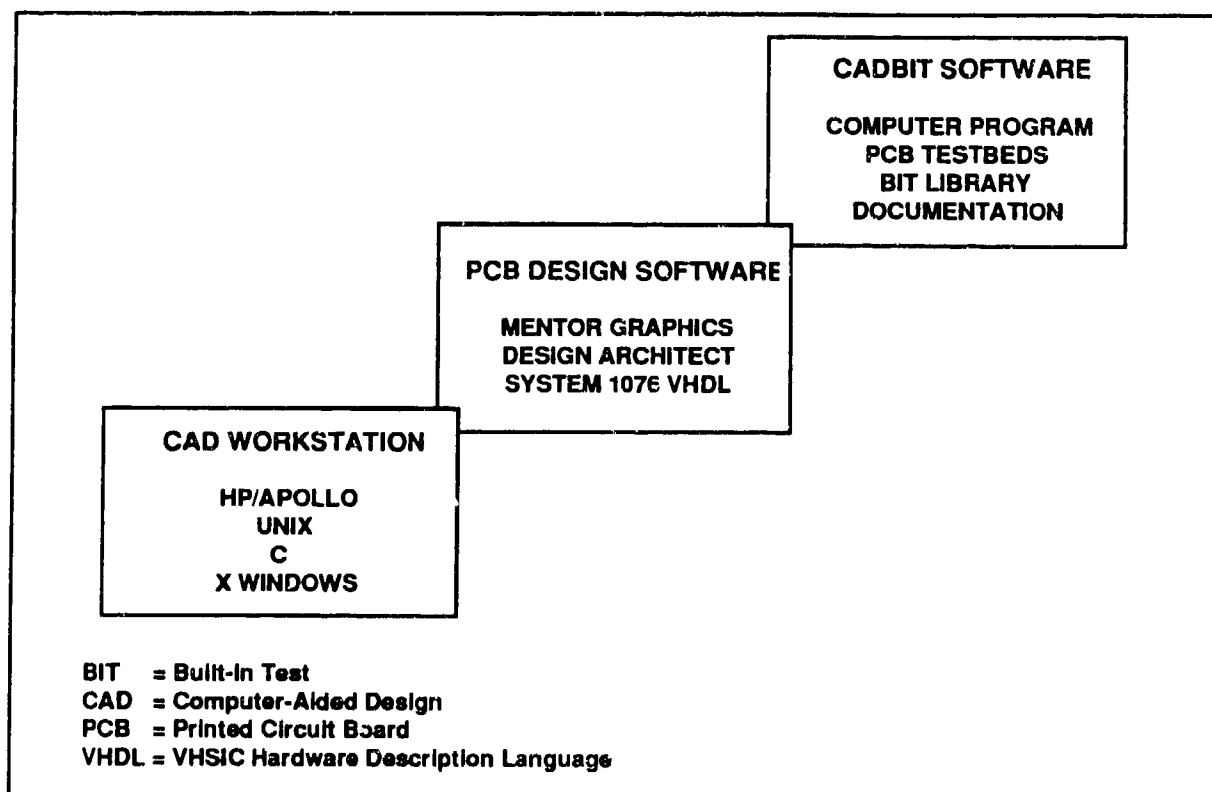 CADBIT SOFTWARE
COMPUTER PROGRAM
PCB TESTBEDS
BIT LIBRARY
DOCUMENTATION
PCB DESIGN SOFTWARE
MENTOR GRAPHICS
DESIGN ARCHITECT
SYSTEM 1076 VHDL
CAD WORKSTATION
HP/APOLLO
UNIX
C
X WINDOWS
BIT = Built-In Test
CAD = Computer-Aided Design
PCB = Printed Circuit Board
VHDL = VHSIC Hardware Description Language